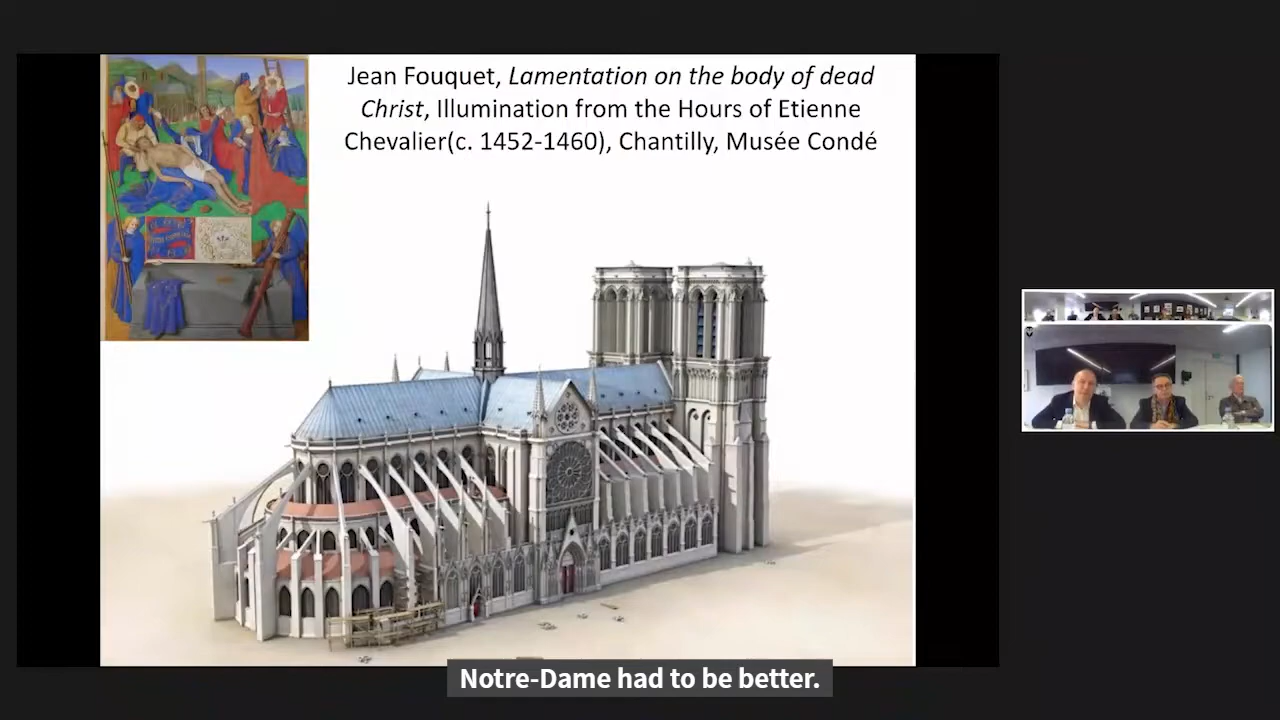 Jean Fouquet, Lamentation on the body of dead
Christ, Illumination from the Hours of Etienne
Chevalier(c. 1452-1460), Chantilly, Musée Condé
Notre-Dame had to be better.